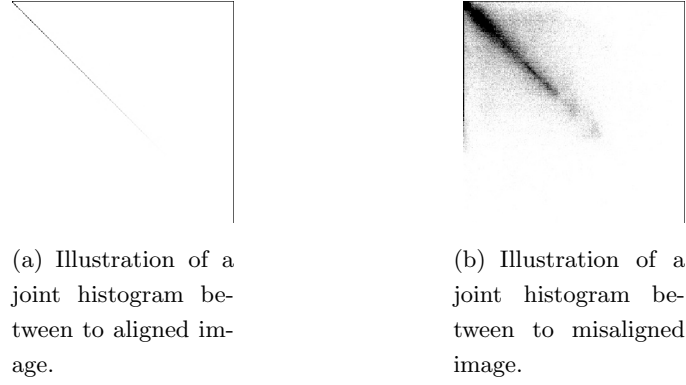 (a) Illustration of a
joint histogram be-
tween to aligned im-
age.
(b) Illustration of a
joint histogram be-
tween to misaligned
image.